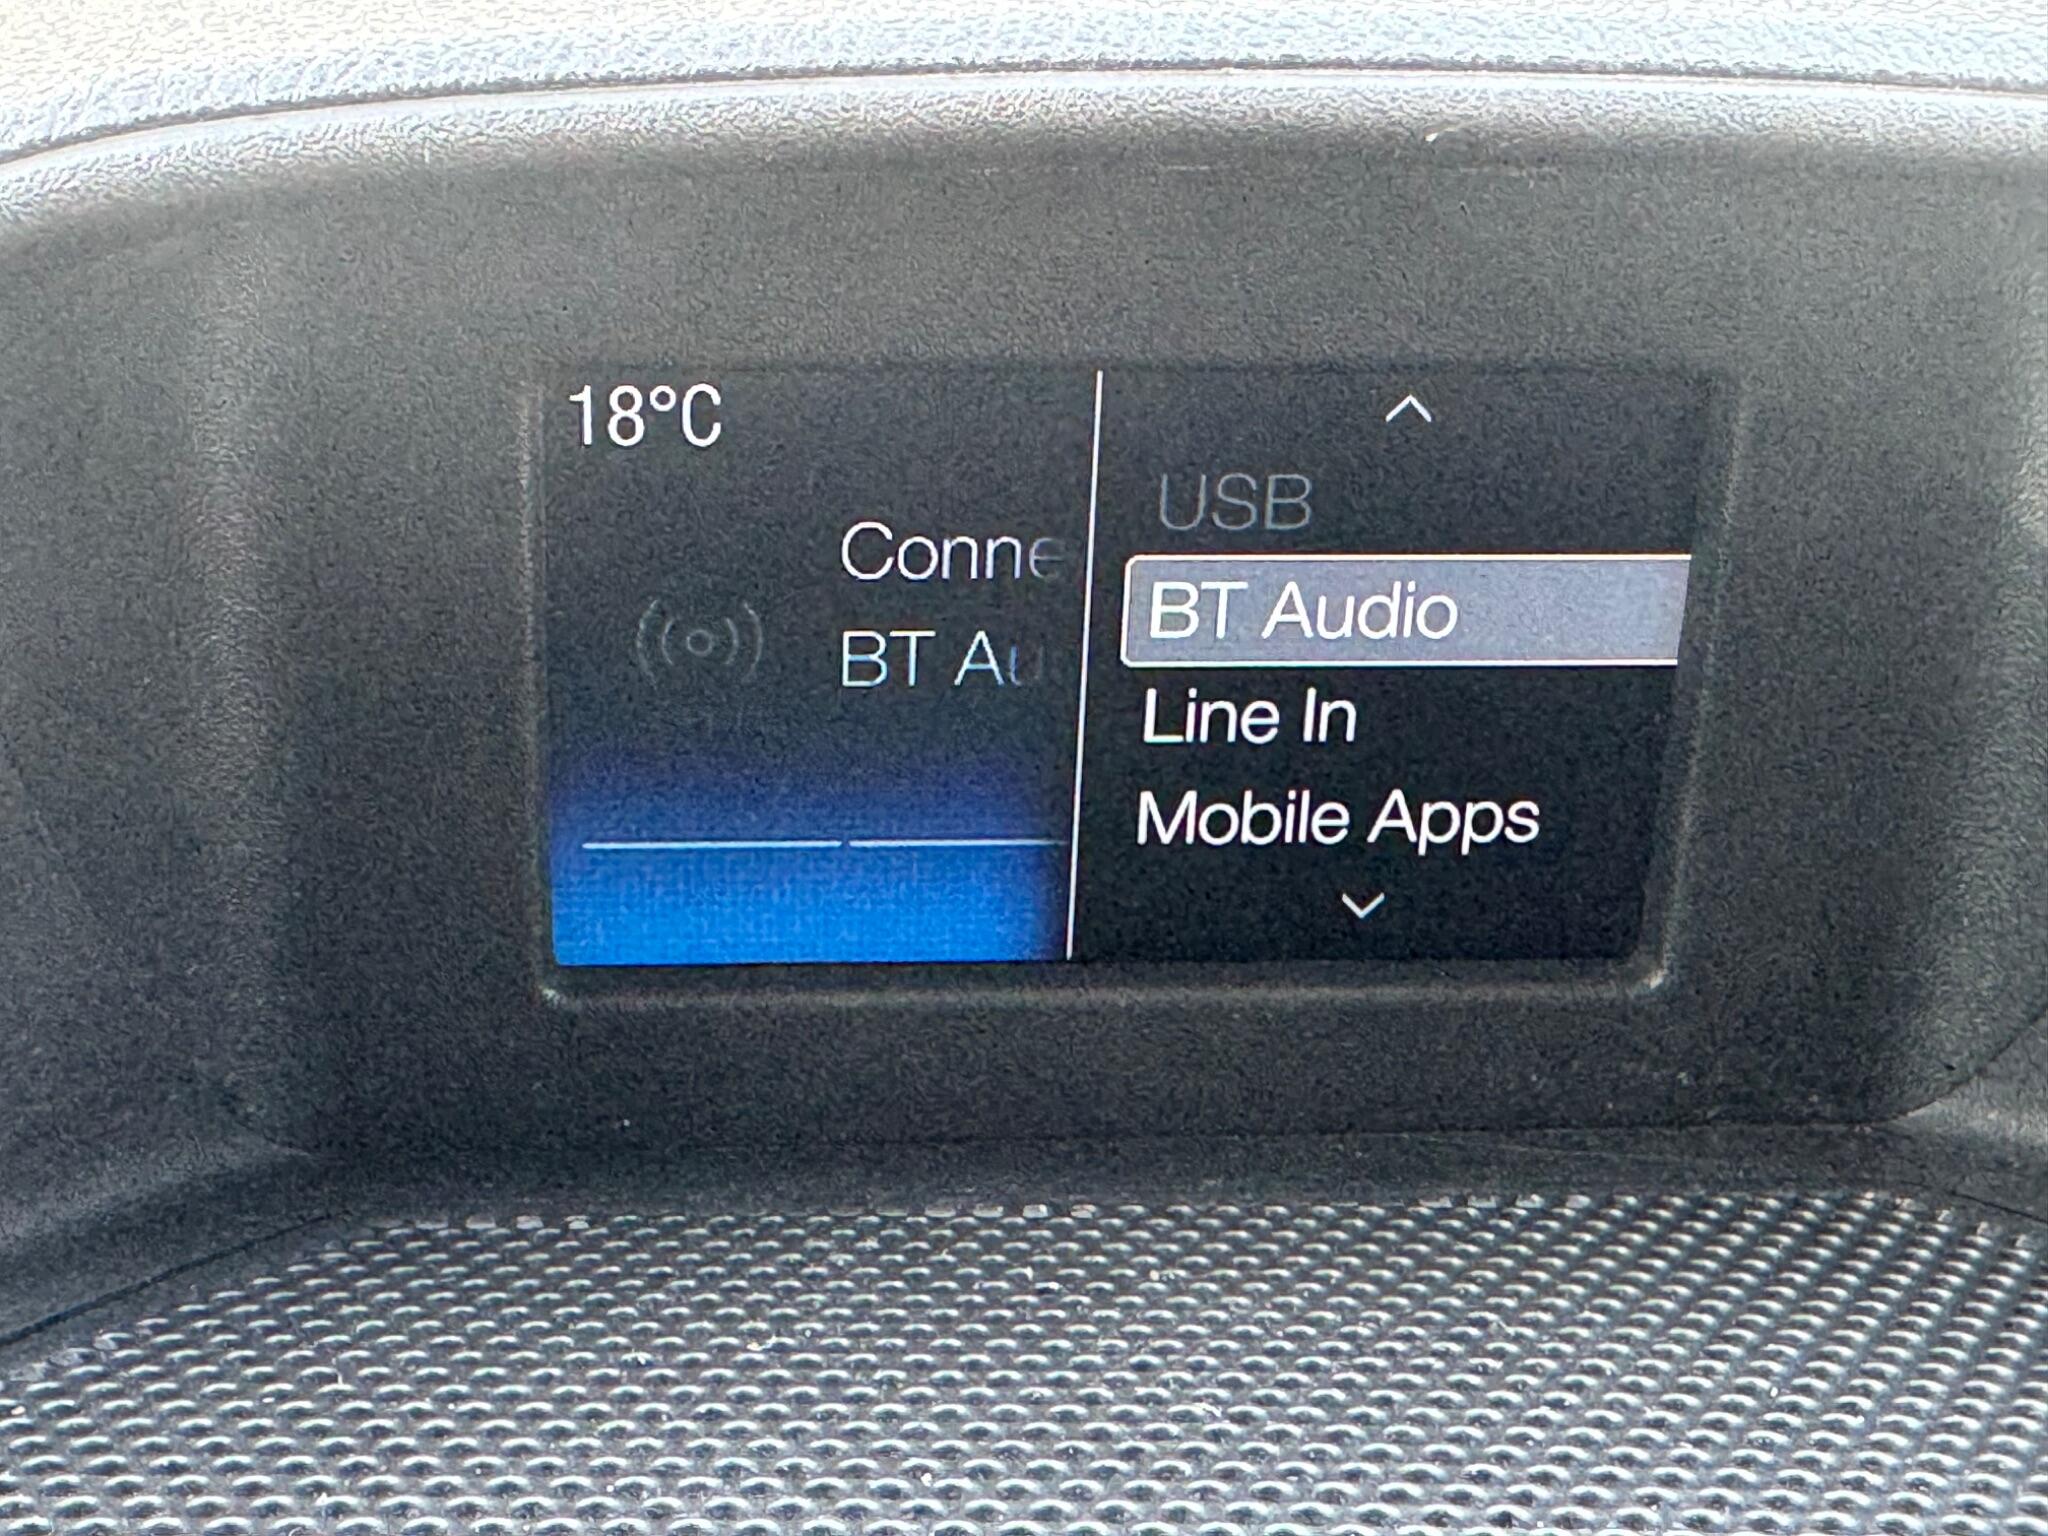 18°C
Conne
BT Au
USB
BT Audio
Line In
Mobile Apps